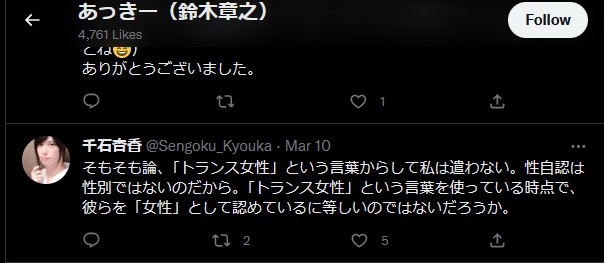 あっきー（鈴木章之）
4,761 Likes
Follow
とね😅）
ありがとうございました。
1
千石杏香 @Sengoku_Kyouka · Mar 10
そもそも論、「トランス女性」という言葉からして私は遣わない。性自認は
性別ではないのだから。「トランス女性」という言葉を使っている時点で、
彼らを「女性」として認めているに等しいのではないだろうか。
2
5